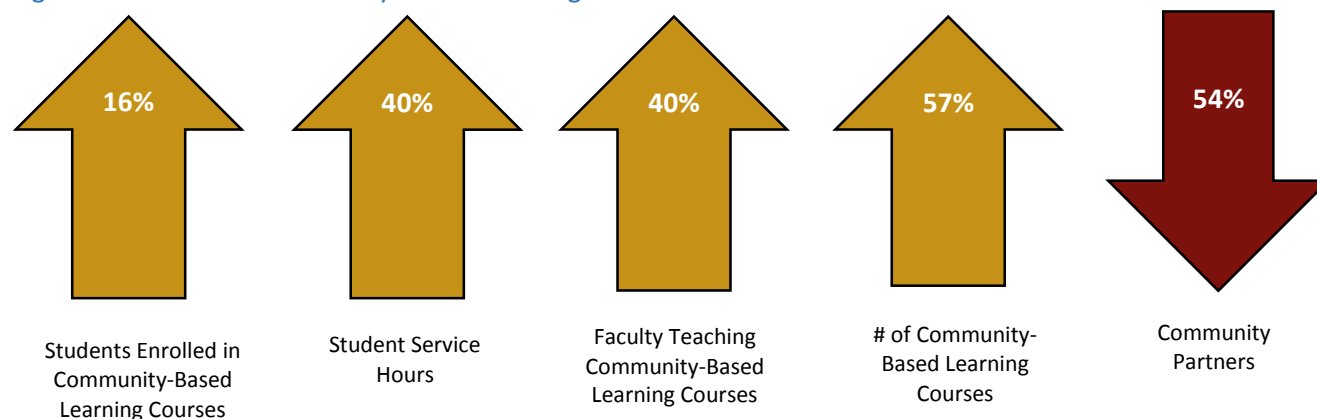 16%
40%
40%
57%
54%
Students Enrolled in
Community-Based
Learning Courses
Student Service
Hours
Faculty Teaching
Community-Based
Learning Courses
# of Community-
Based Learning
Courses
Community
Partners